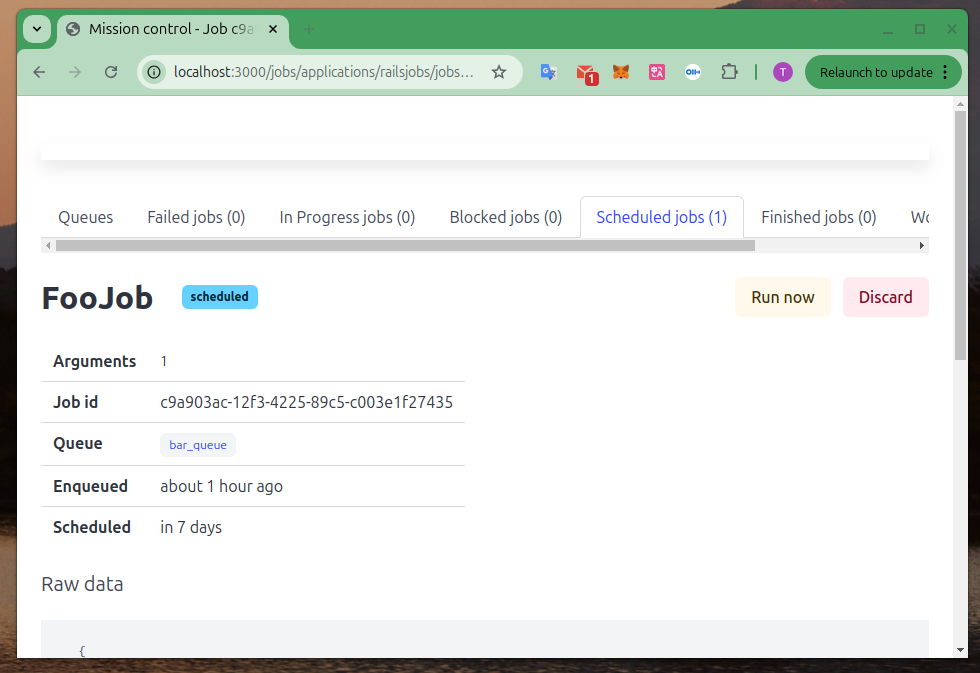 Mission control - Job c9a
localhost:3000/jobs/applications/railsjobs/jobs...
1
T
Relaunch to update
Queues Failed jobs (0) In Progress jobs (0) Blocked jobs (0) Scheduled jobs (1) Finished jobs (0) Wo
FooJob scheduled Run now Discard
Arguments 1
Job id c9a903ac-12f3-4225-89c5-c003e1f27435
Queue bar_queue
Enqueued about 1 hour ago
Scheduled in 7 days
Raw data
{